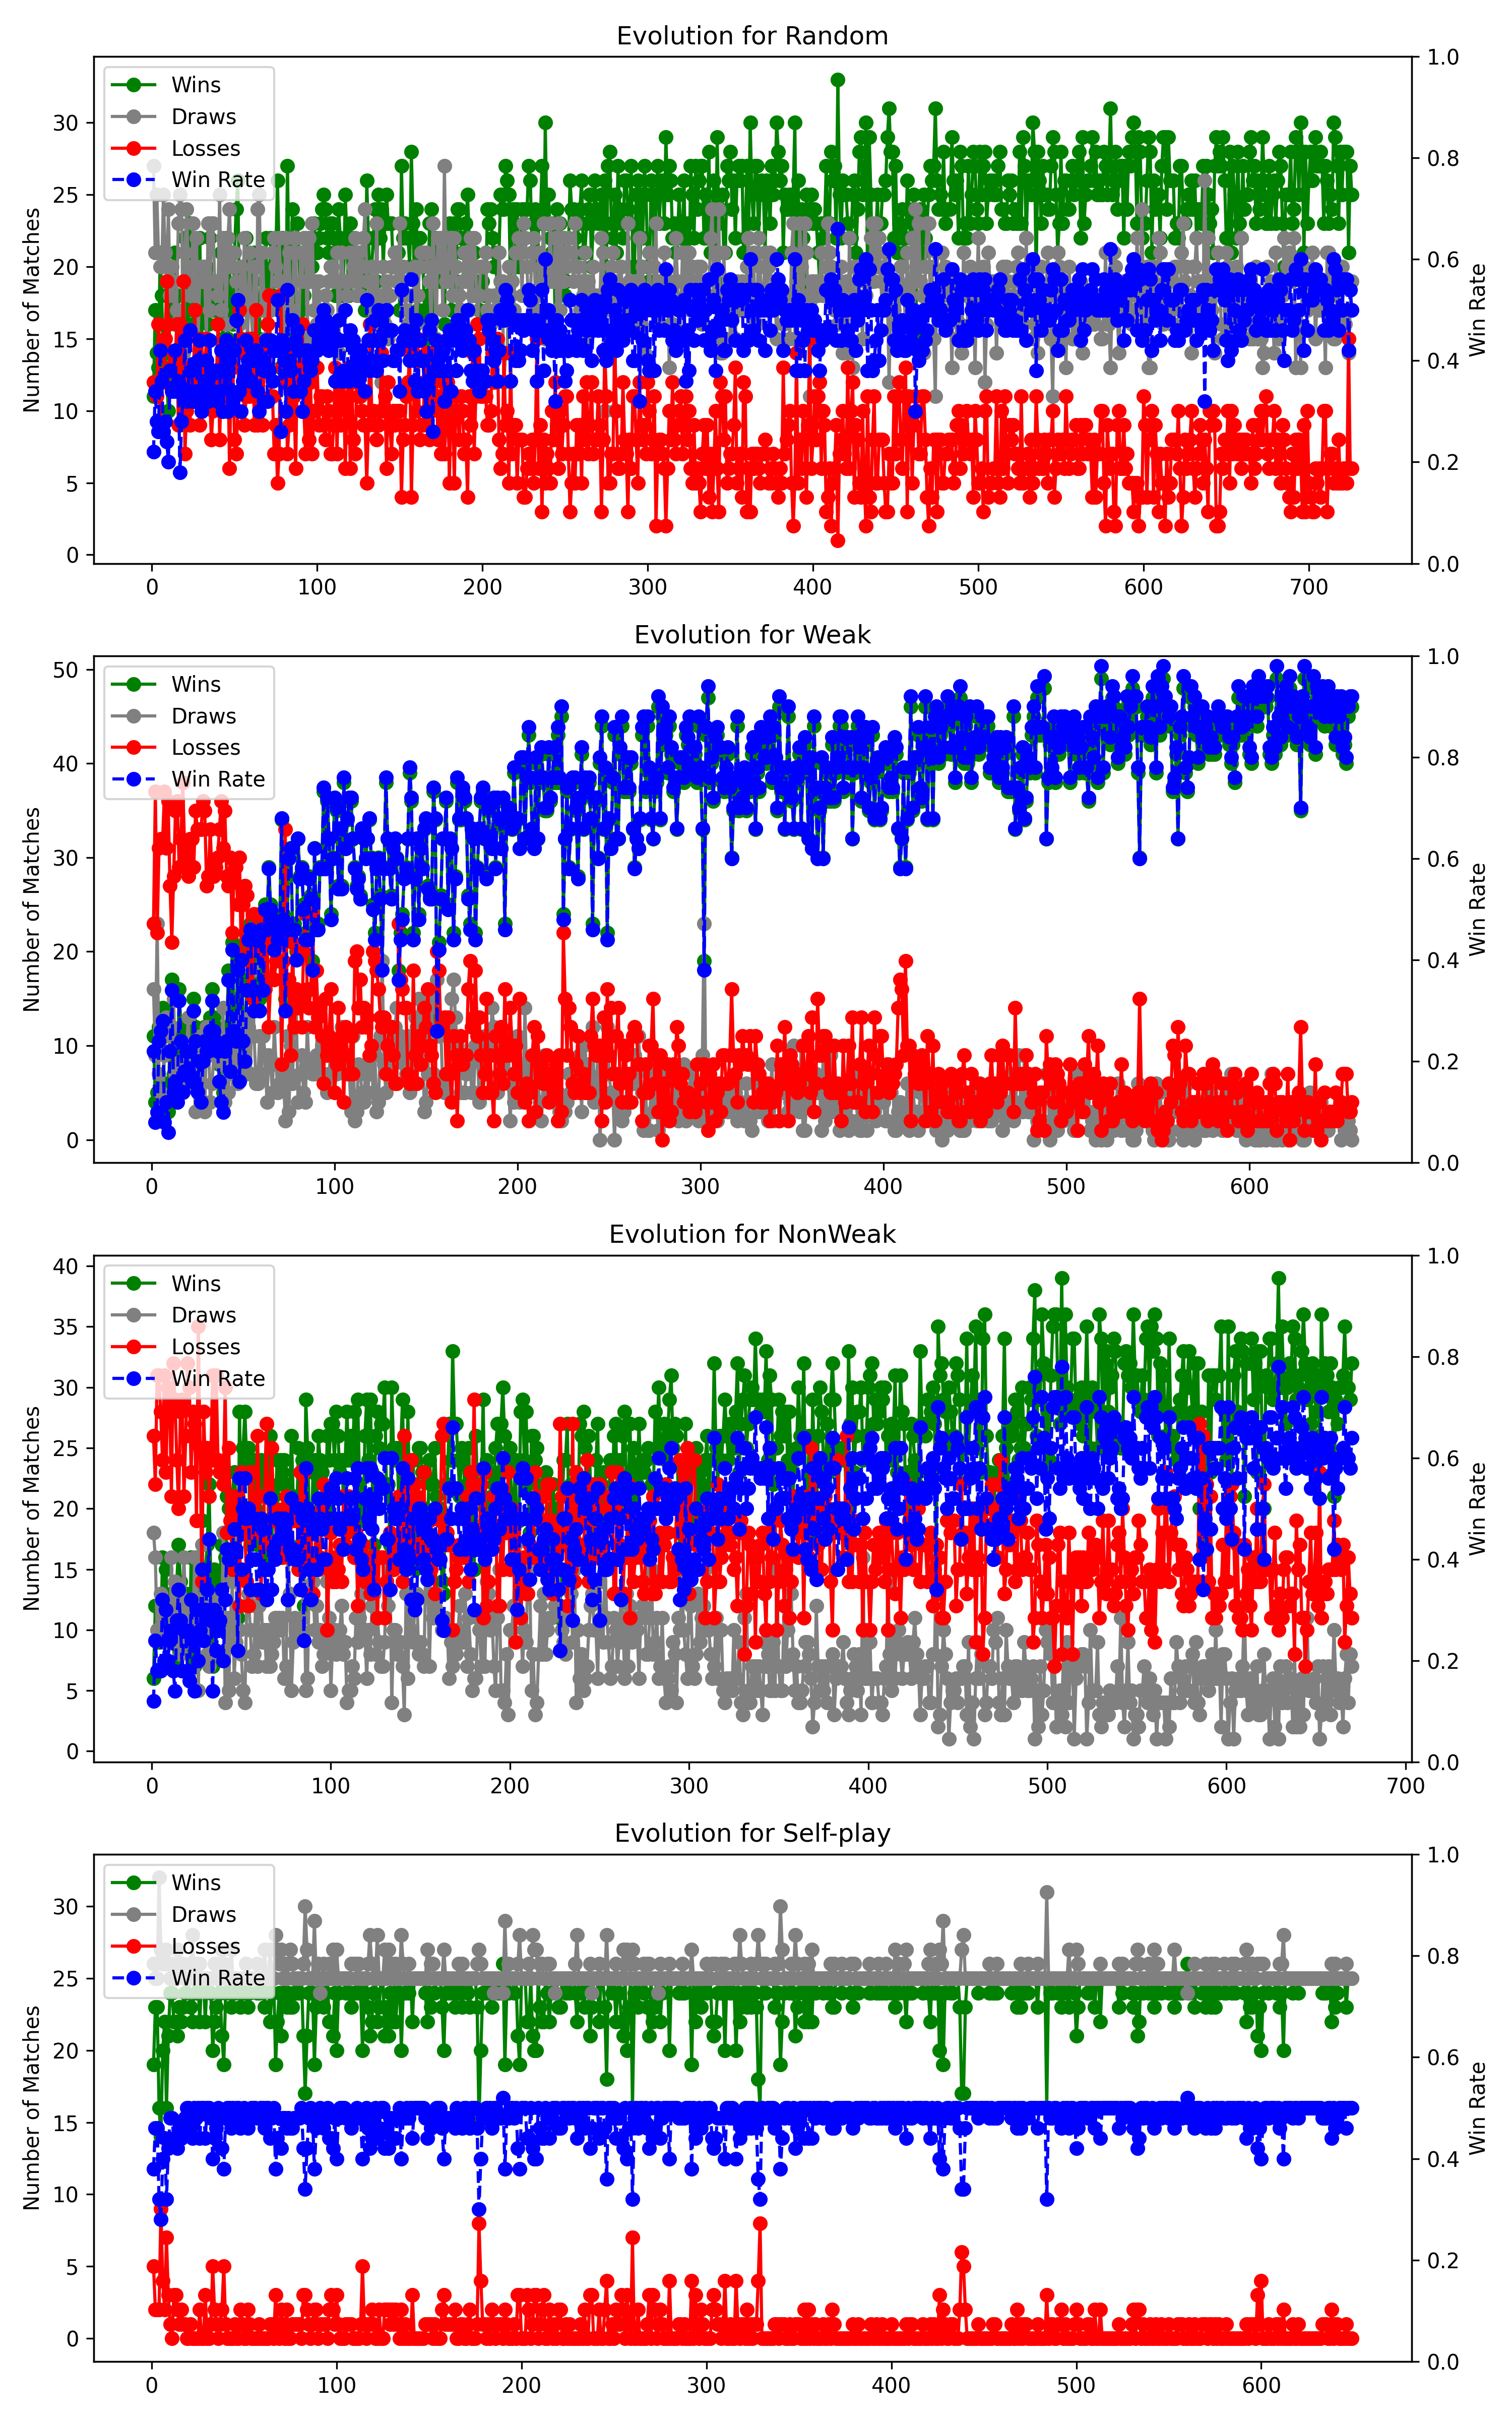 Evolution for Random
Number of Matches
Win Rate
Wins
Draws
Losses
Win Rate
0 5 10 15 20 25 30
0.0 0.2 0.4 0.6 0.8 1.0
0 100 200 300 400 500 600 700
Evolution for Weak
Number of Matches
Win Rate
Wins
Draws
Losses
Win Rate
0 10 20 30 40 50
0.0 0.2 0.4 0.6 0.8 1.0
0 100 200 300 400 500 600
Evolution for NonWeak
Number of Matches
Win Rate
Wins
Draws
Losses
Win Rate
0 5 10 15 20 25 30 35 40
0.0 0.2 0.4 0.6 0.8 1.0
0 100 200 300 400 500 600 700
Evolution for Self-play
Number of Matches
Win Rate
Wins
Draws
Losses
Win Rate
0 5 10 15 20 25 30
0.0 0.2 0.4 0.6 0.8 1.0
0 100 200 300 400 500 600